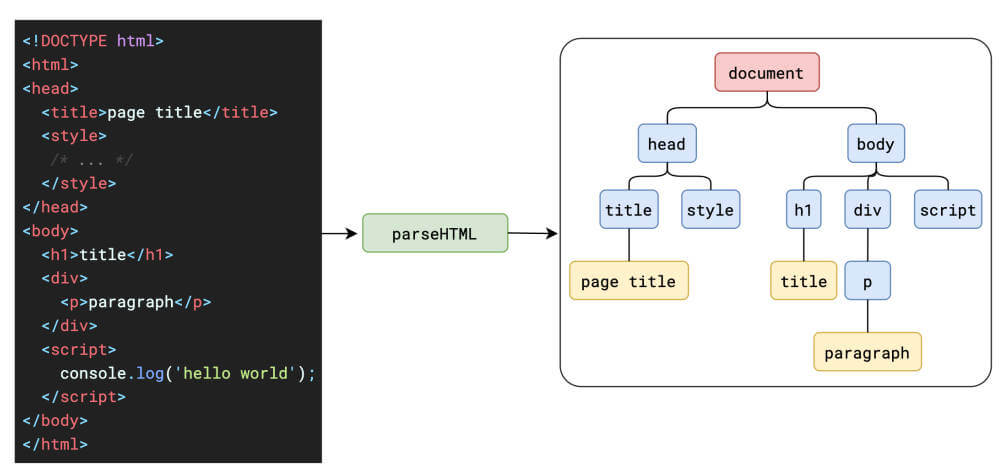 <!DOCTYPE html>
<html>
<head>
  <title>page title</title>
  <style>
   /* ... */
  </style>
</head>
<body>
  <h1>title</h1>
  <div>
    <p>paragraph</p>
  </div>
  <script>
    console.log('hello world');
  </script>
</body>
</html>
parseHTML
document
head body
title style h1 div script
page title title p
paragraph